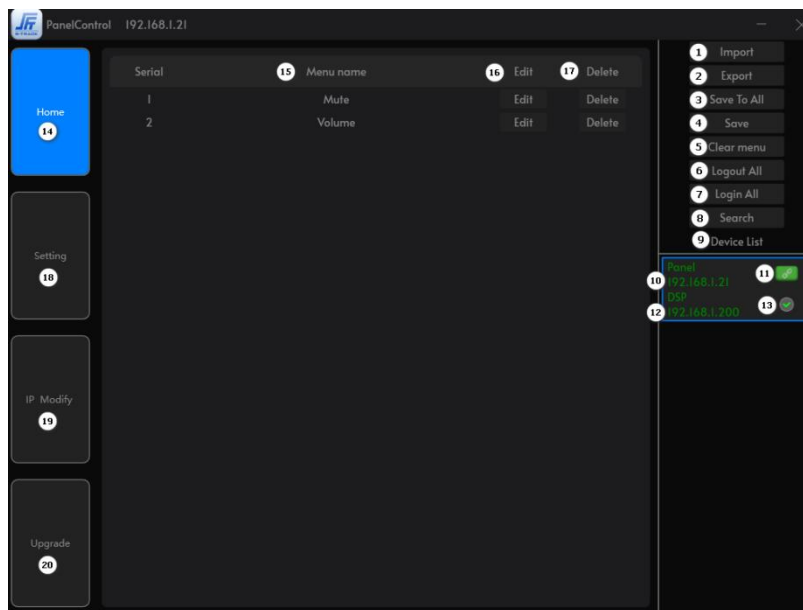 PanelControl 192.168.1.21
1 Import
2 Export
3 Save To All
4 Save
5 Clear menu
6 Logout All
7 Login All
8 Search
9 Device List
10 Panel
192.168.1.21 11
12 DSP
192.168.1.200 13
Home
14
Setting
18
IP Modify
19
Upgrade
20
Serial 15 Menu name 16 Edit 17 Delete
1 Mute Edit Delete
2 Volume Edit Delete